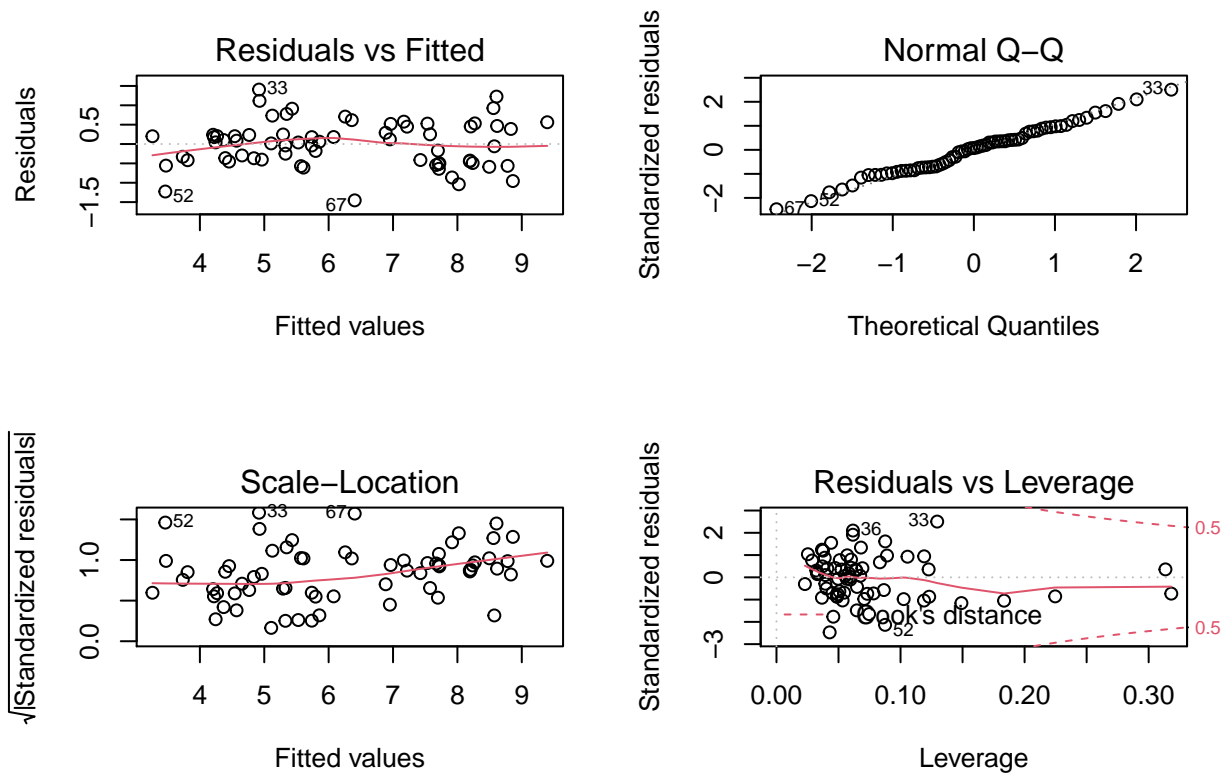 Residuals vs Fitted
Residuals
0.5
−1.5
33
52
67
4 5 6 7 8 9
Fitted values
Normal Q−Q
Standardized residuals
2
0
−2
33
52
67
−2 −1 0 1 2
Theoretical Quantiles
Scale−Location
√|Standardized residuals|
1.0
0.0
52
33
67
4 5 6 7 8 9
Fitted values
Residuals vs Leverage
Standardized residuals
2
0
−3
36
33
52
Cook's distance
0.5
0.5
0.00 0.10 0.20 0.30
Leverage